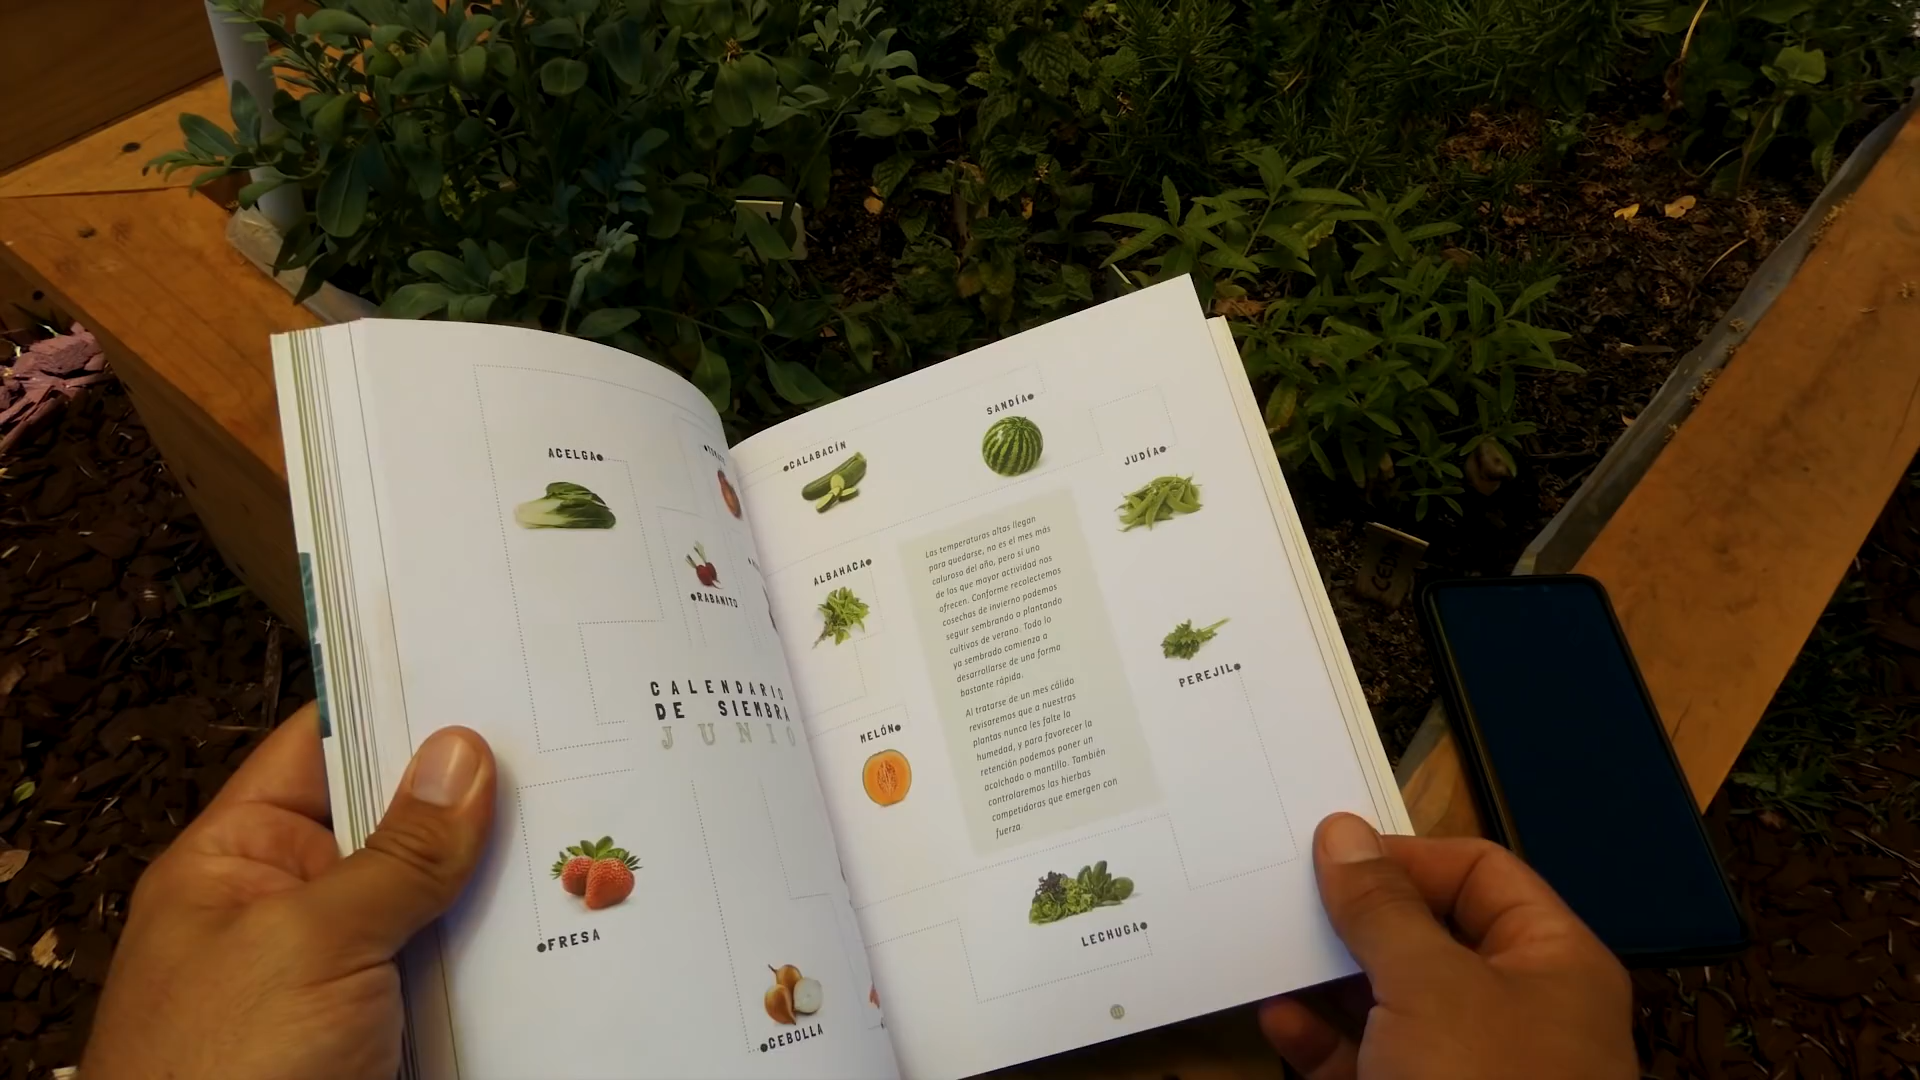 ACELGA
RABANITO
CALENDARIO
DE SIEMBRA
JUNIO
FRESA
CEBOLLA
CALABACÍN
SANDÍA
JUDÍA
ALBAHACA
Las temperaturas altas llegan
para quedarse, no es el mes más
caluroso del año, pero sí uno
de los que mayor actividad nos
ofrecen. Conforme recolectemos
cosechas de invierno podemos
seguir sembrando o plantando
cultivos de verano. Todo lo
ya sembrado comienza a
desarrollarse de una forma
bastante rápida.
Al tratarse de un mes cálido
revisaremos que a nuestras
plantas nunca les falte la
humedad, y para favorecer la
retención podemos poner un
acolchado o mantillo. También
controlaremos las hierbas
competidoras que emergen con
fuerza.
PEREJIL
MELÓN
LECHUGA